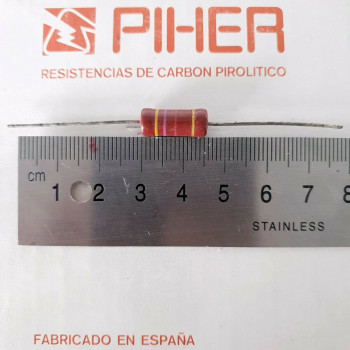 PIHER
RESISTENCIAS DE CARBON PIROLITICO
cm 1 2 3 4 5 6 7 8
STAINLESS
FABRICADO EN ESPAÑA